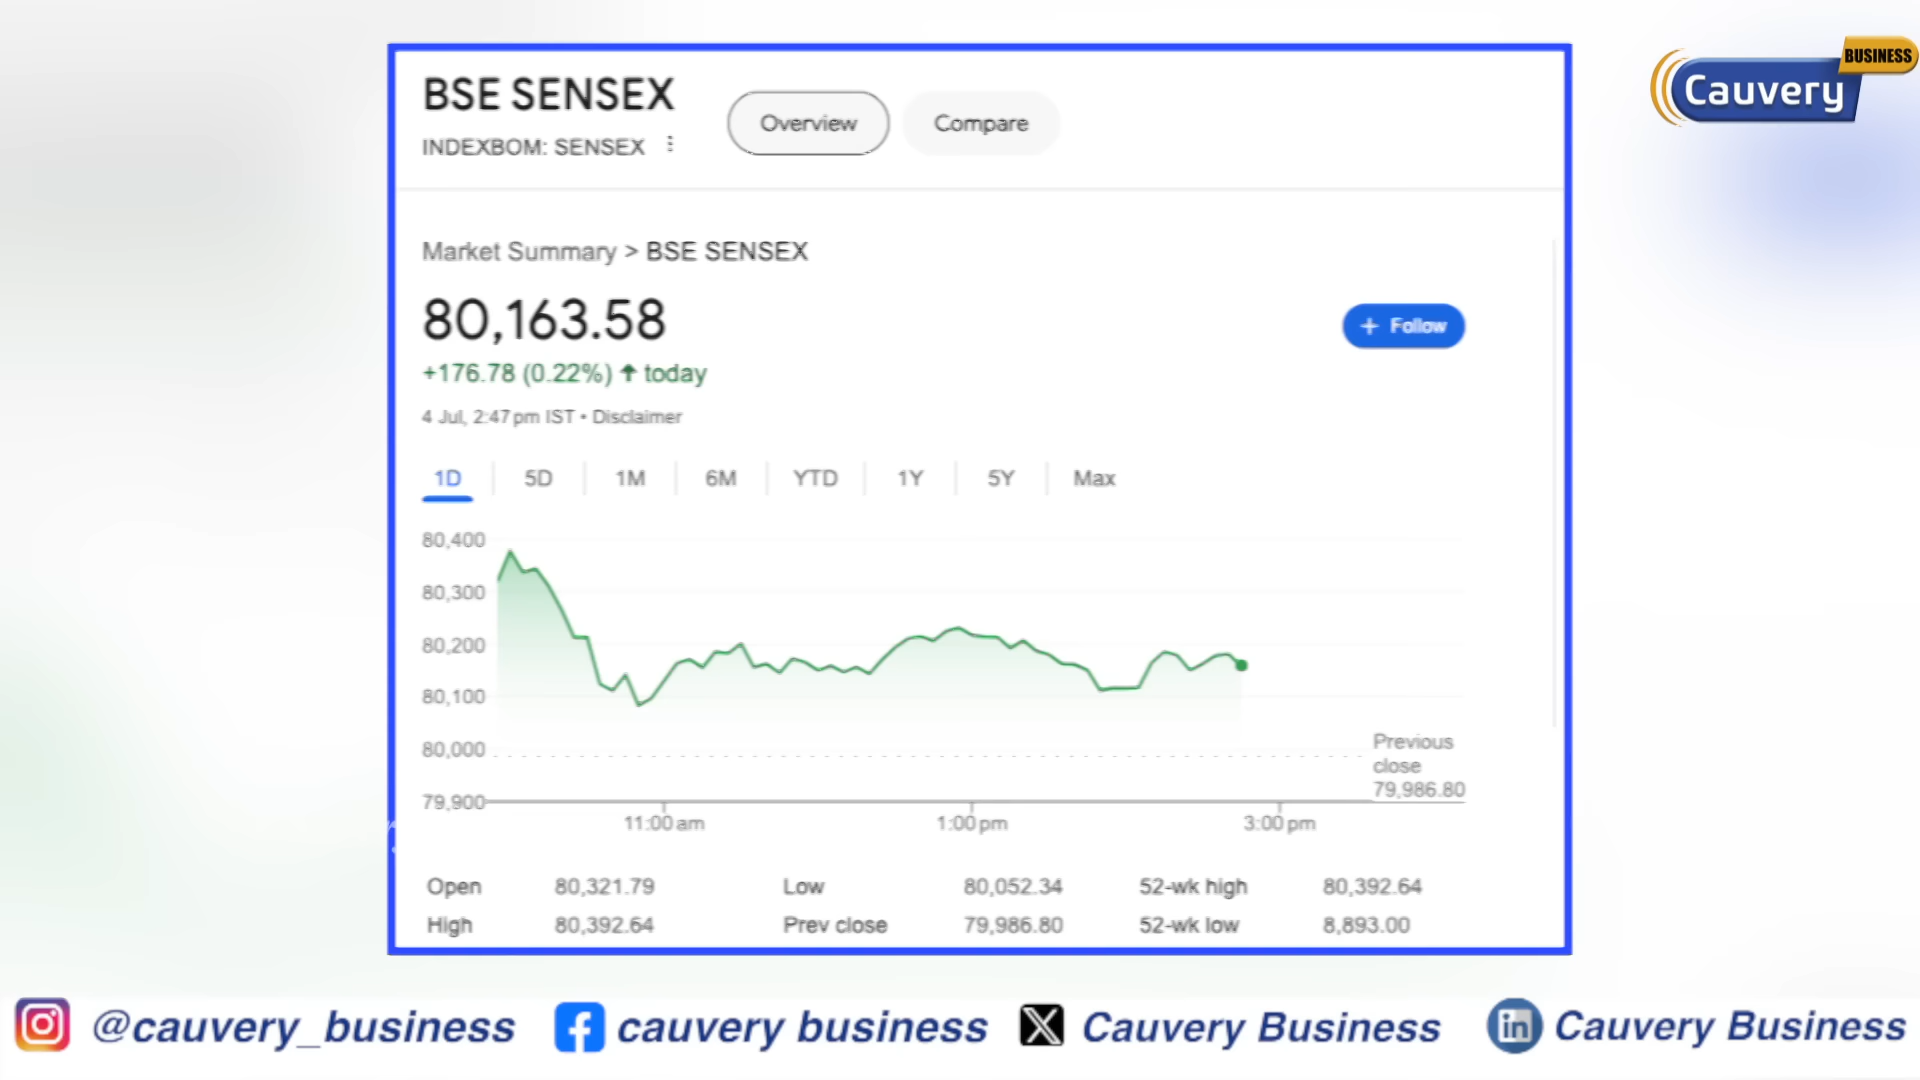 BUSINESS
Cauvery
BSE SENSEX
INDEXBOM: SENSEX
Overview
Compare
Market Summary > BSE SENSEX
80,163.58
+ Follow
+176.78 (0.22%) ↑ today
4 Jul, 2:47 pm IST • Disclaimer
1D 5D 1M 6M YTD 1Y 5Y Max
80,400
80,300
80,200
80,100
80,000
79,900
Previous
close
79,986.80
11:00 am 1:00 pm 3:00 pm
Open 80,321.79 Low 80,052.34 52-wk high 80,392.64
High 80,392.64 Prev close 79,986.80 52-wk low 8,893.00
@cauvery_business cauvery business Cauvery Business Cauvery Business